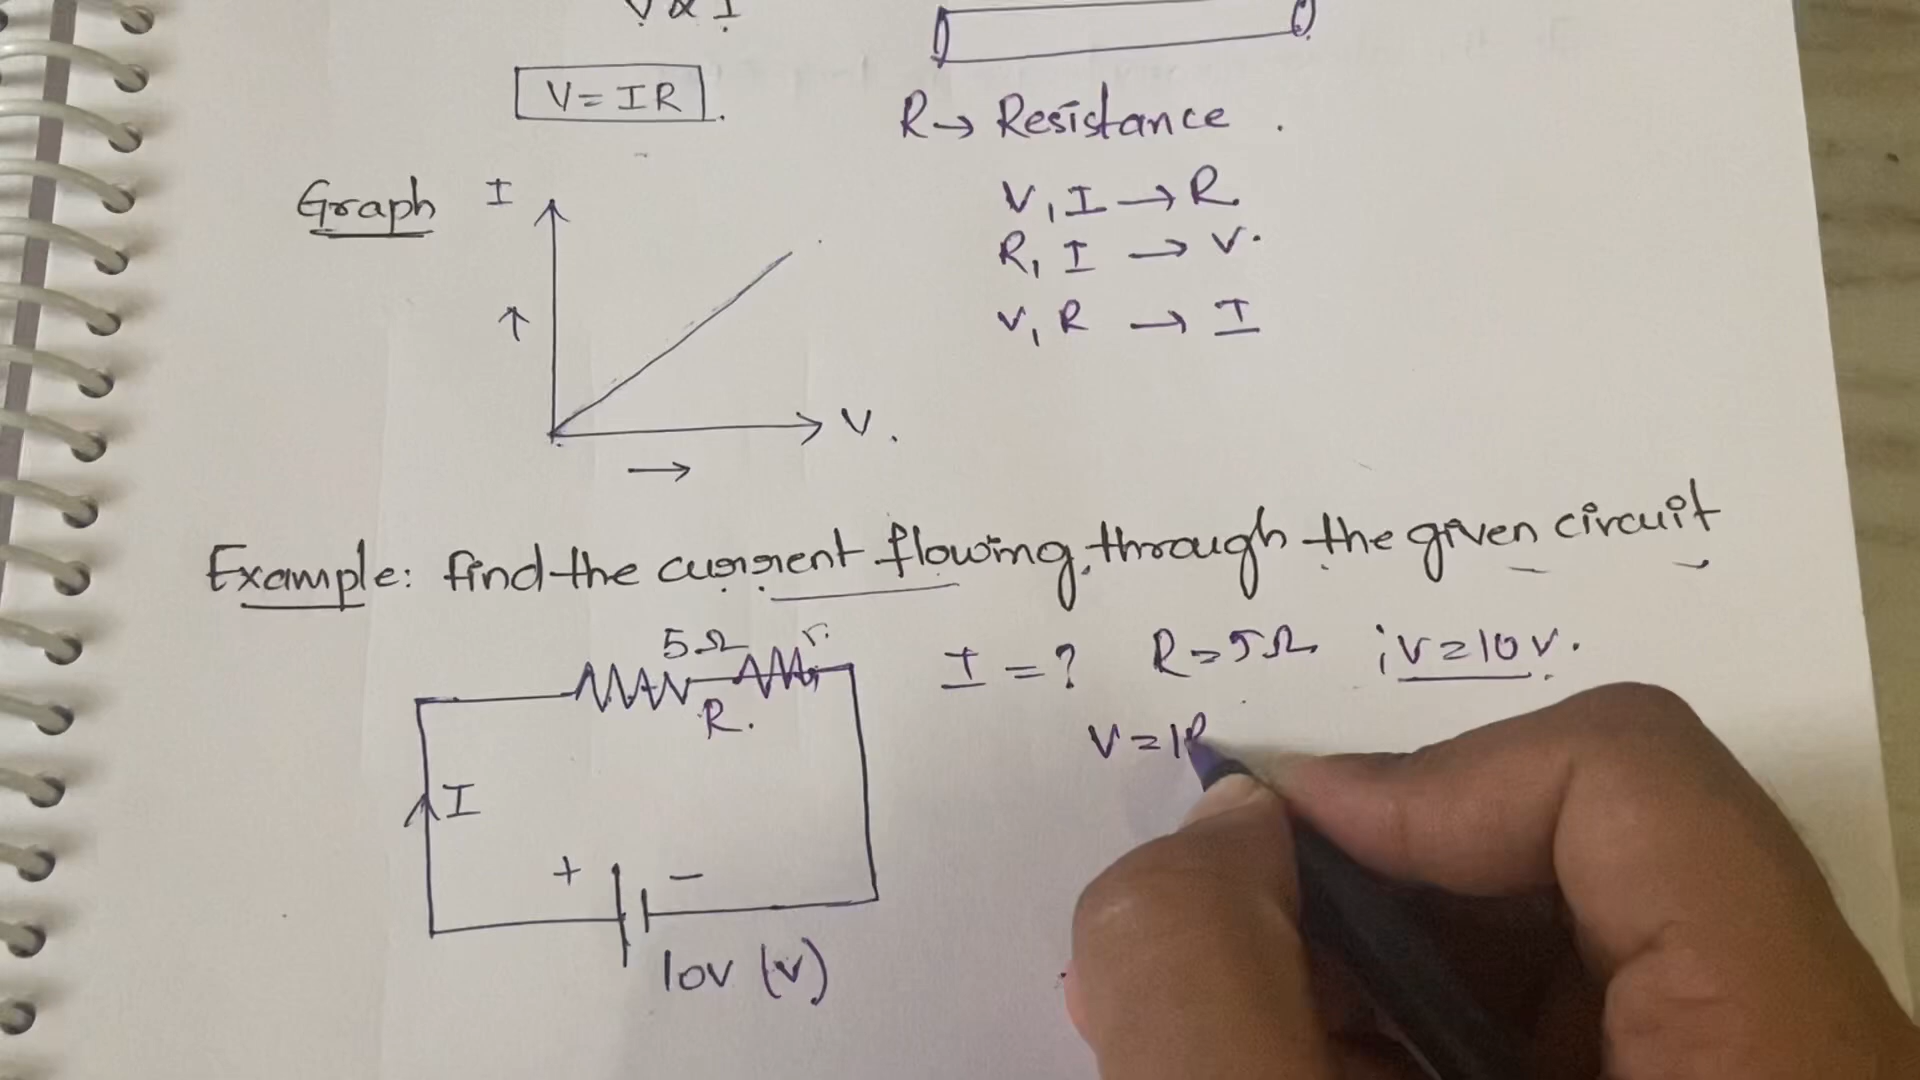 V ∝ I
V = IR
R → Resistance .
V, I → R
R, I → V.
V, R → I
Graph
I
↑
V.
→
Example: find the current flowing, through the given circuit
5Ω r.
R.
I
+ −
10V (V)
I = ? R = 5Ω ; V = 10V.
V = IR